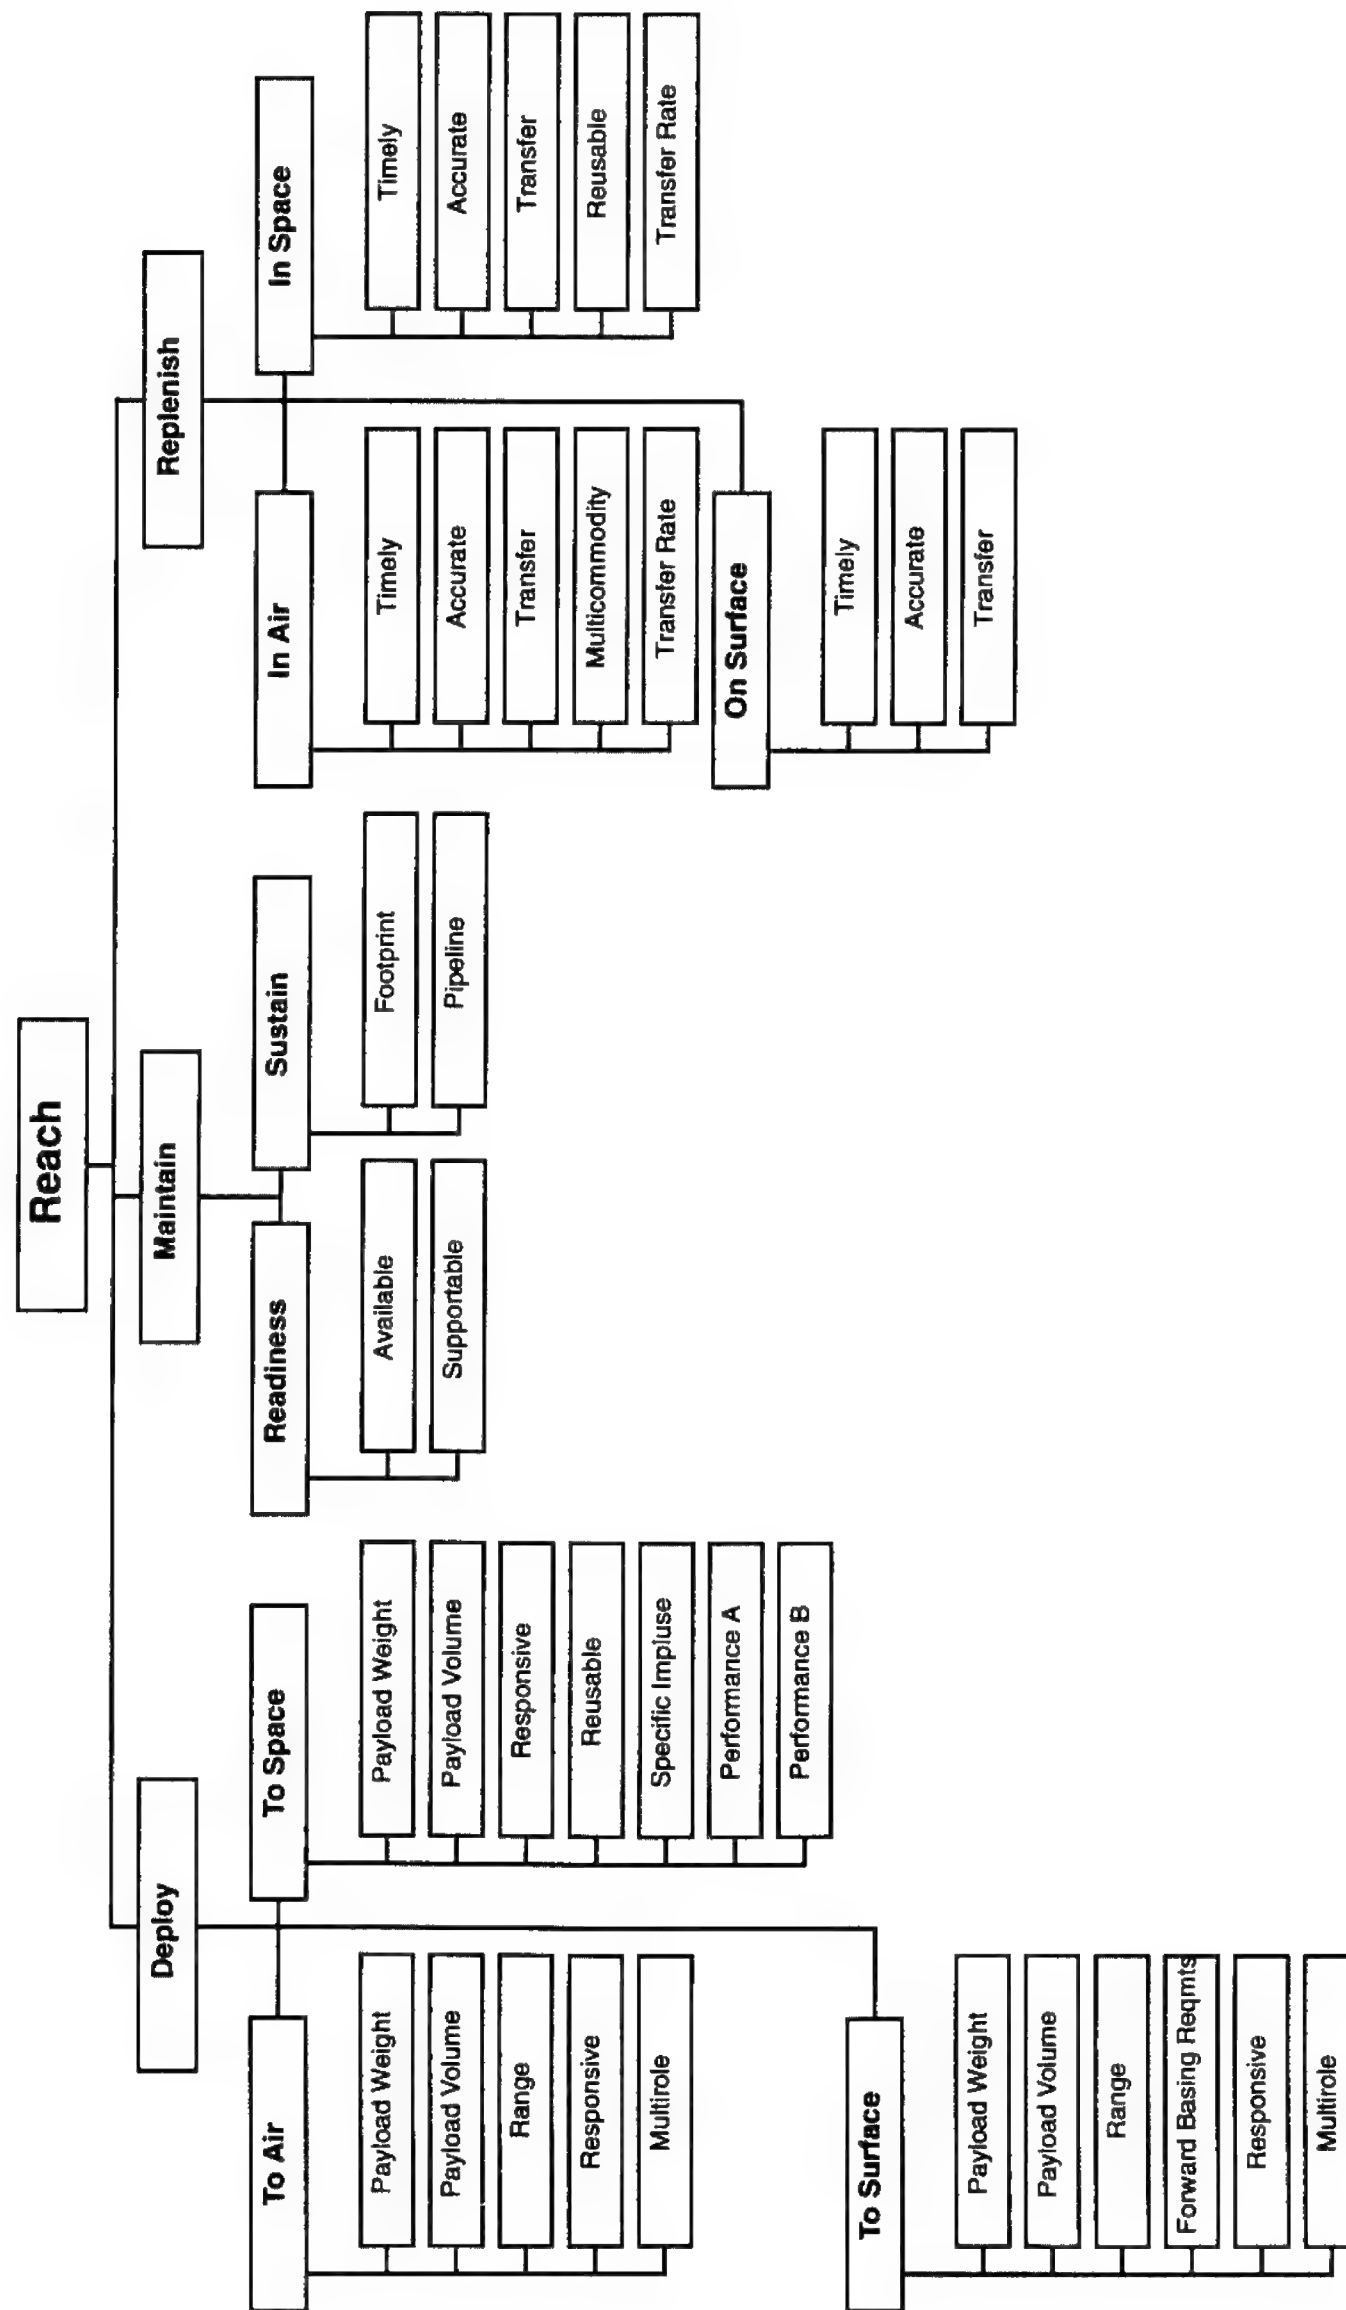 Reach
Deploy
Maintain
Replenish
To Air
To Space
Readiness
Sustain
In Air
In Space
Payload Weight
Payload Volume
Range
Responsive
Multirole
Payload Weight
Payload Volume
Responsive
Reusable
Specific Impluse
Performance A
Performance B
Available
Supportable
Footprint
Pipeline
Timely
Accurate
Transfer
Multicommodity
Transfer Rate
Timely
Accurate
Transfer
Reusable
Transfer Rate
To Surface
Payload Weight
Payload Volume
Range
Forward Basing Reqmts
Responsive
Multirole
On Surface
Timely
Accurate
Transfer